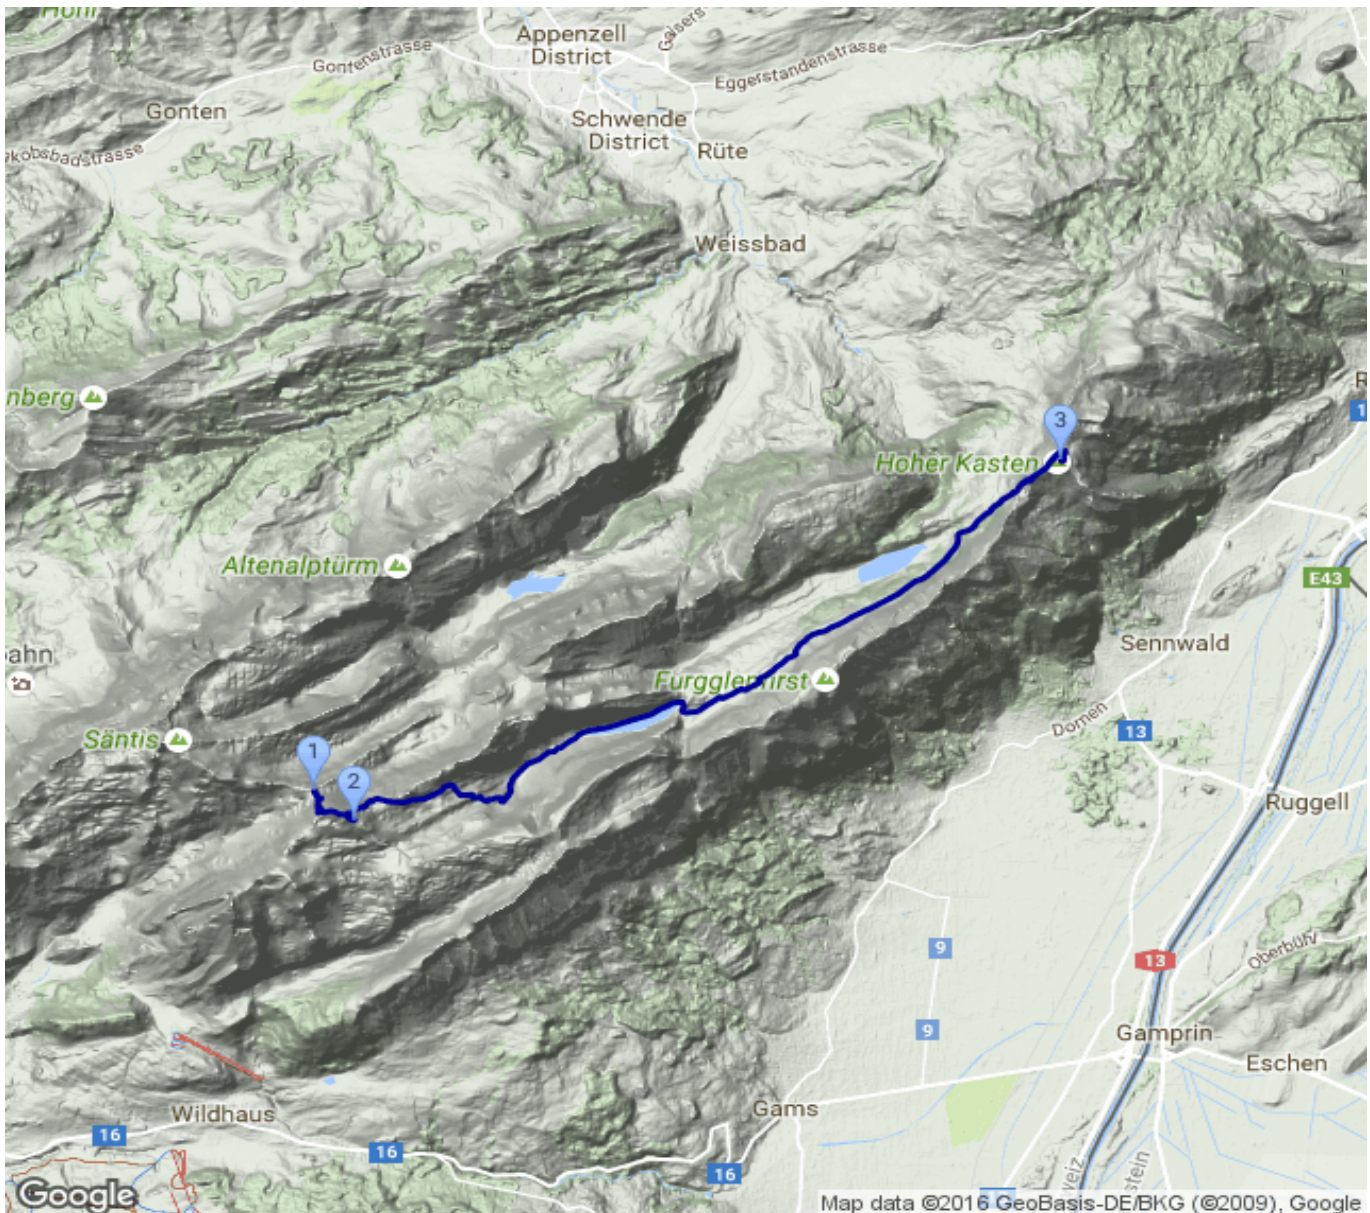 Appenzell
District
Gaisers
Gontenstrasse
Eggerstandenstrasse
Gonten
Schwende
District
Rüte
kobsbadstrasse
Weissbad
nberg
3
Hoher Kasten
Altenalptürm
E43
Sennwald
ahn
Furgglenfirst
Dornen
Säntis
13
1
2
Ruggell
9
13
Oberbühv
9
Gamprin
Eschen
Wildhaus
Gams
16
16
16
Google
Map data ©2016 GeoBasis-DE/BKG (©2009), Google